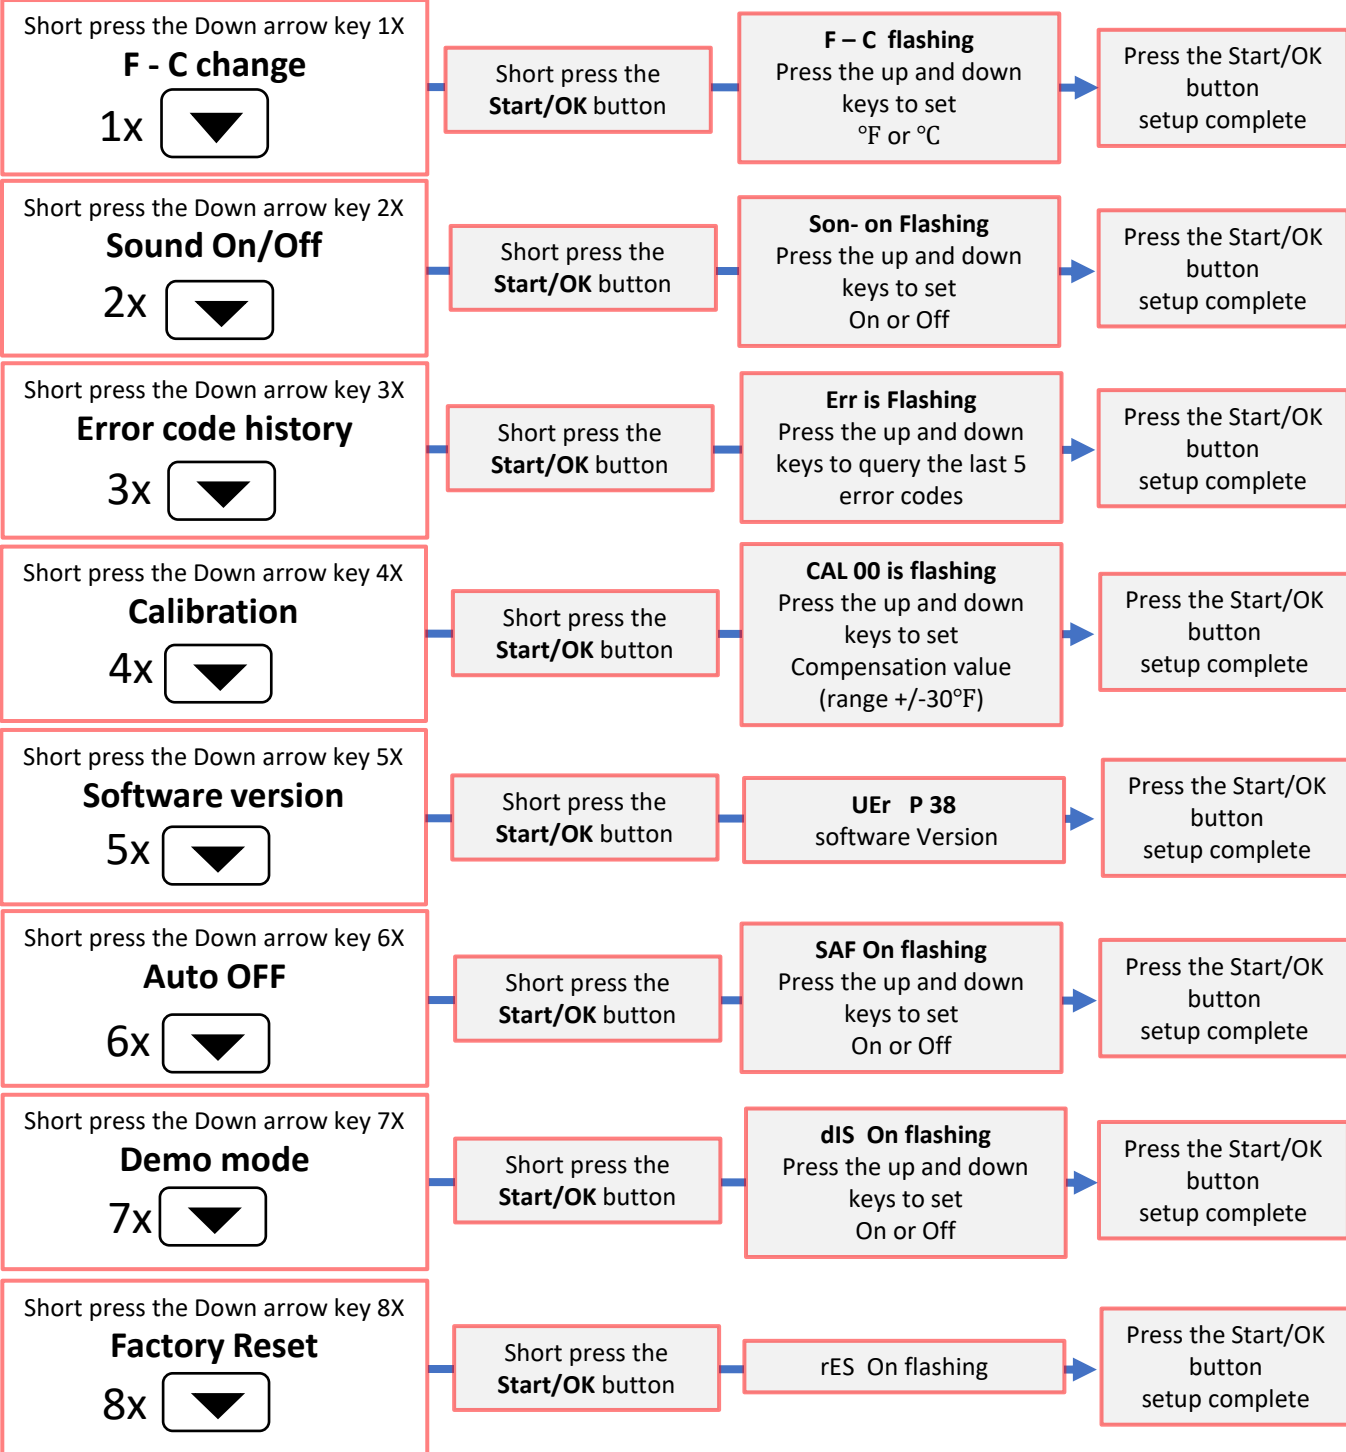 Short press the Down arrow key 1X
F - C change
1x
Short press the
Start/OK button
F – C flashing
Press the up and down
keys to set
°F or °C
Press the Start/OK
button
setup complete
Short press the Down arrow key 2X
Sound On/Off
2x
Short press the
Start/OK button
Son- on Flashing
Press the up and down
keys to set
On or Off
Press the Start/OK
button
setup complete
Short press the Down arrow key 3X
Error code history
3x
Short press the
Start/OK button
Err is Flashing
Press the up and down
keys to query the last 5
error codes
Press the Start/OK
button
setup complete
Short press the Down arrow key 4X
Calibration
4x
Short press the
Start/OK button
CAL 00 is flashing
Press the up and down
keys to set
Compensation value
(range +/-30°F)
Press the Start/OK
button
setup complete
Short press the Down arrow key 5X
Software version
5x
Short press the
Start/OK button
UEr P 38
software Version
Press the Start/OK
button
setup complete
Short press the Down arrow key 6X
Auto OFF
6x
Short press the
Start/OK button
SAF On flashing
Press the up and down
keys to set
On or Off
Press the Start/OK
button
setup complete
Short press the Down arrow key 7X
Demo mode
7x
Short press the
Start/OK button
dIS On flashing
Press the up and down
keys to set
On or Off
Press the Start/OK
button
setup complete
Short press the Down arrow key 8X
Factory Reset
8x
Short press the
Start/OK button
rES On flashing
Press the Start/OK
button
setup complete